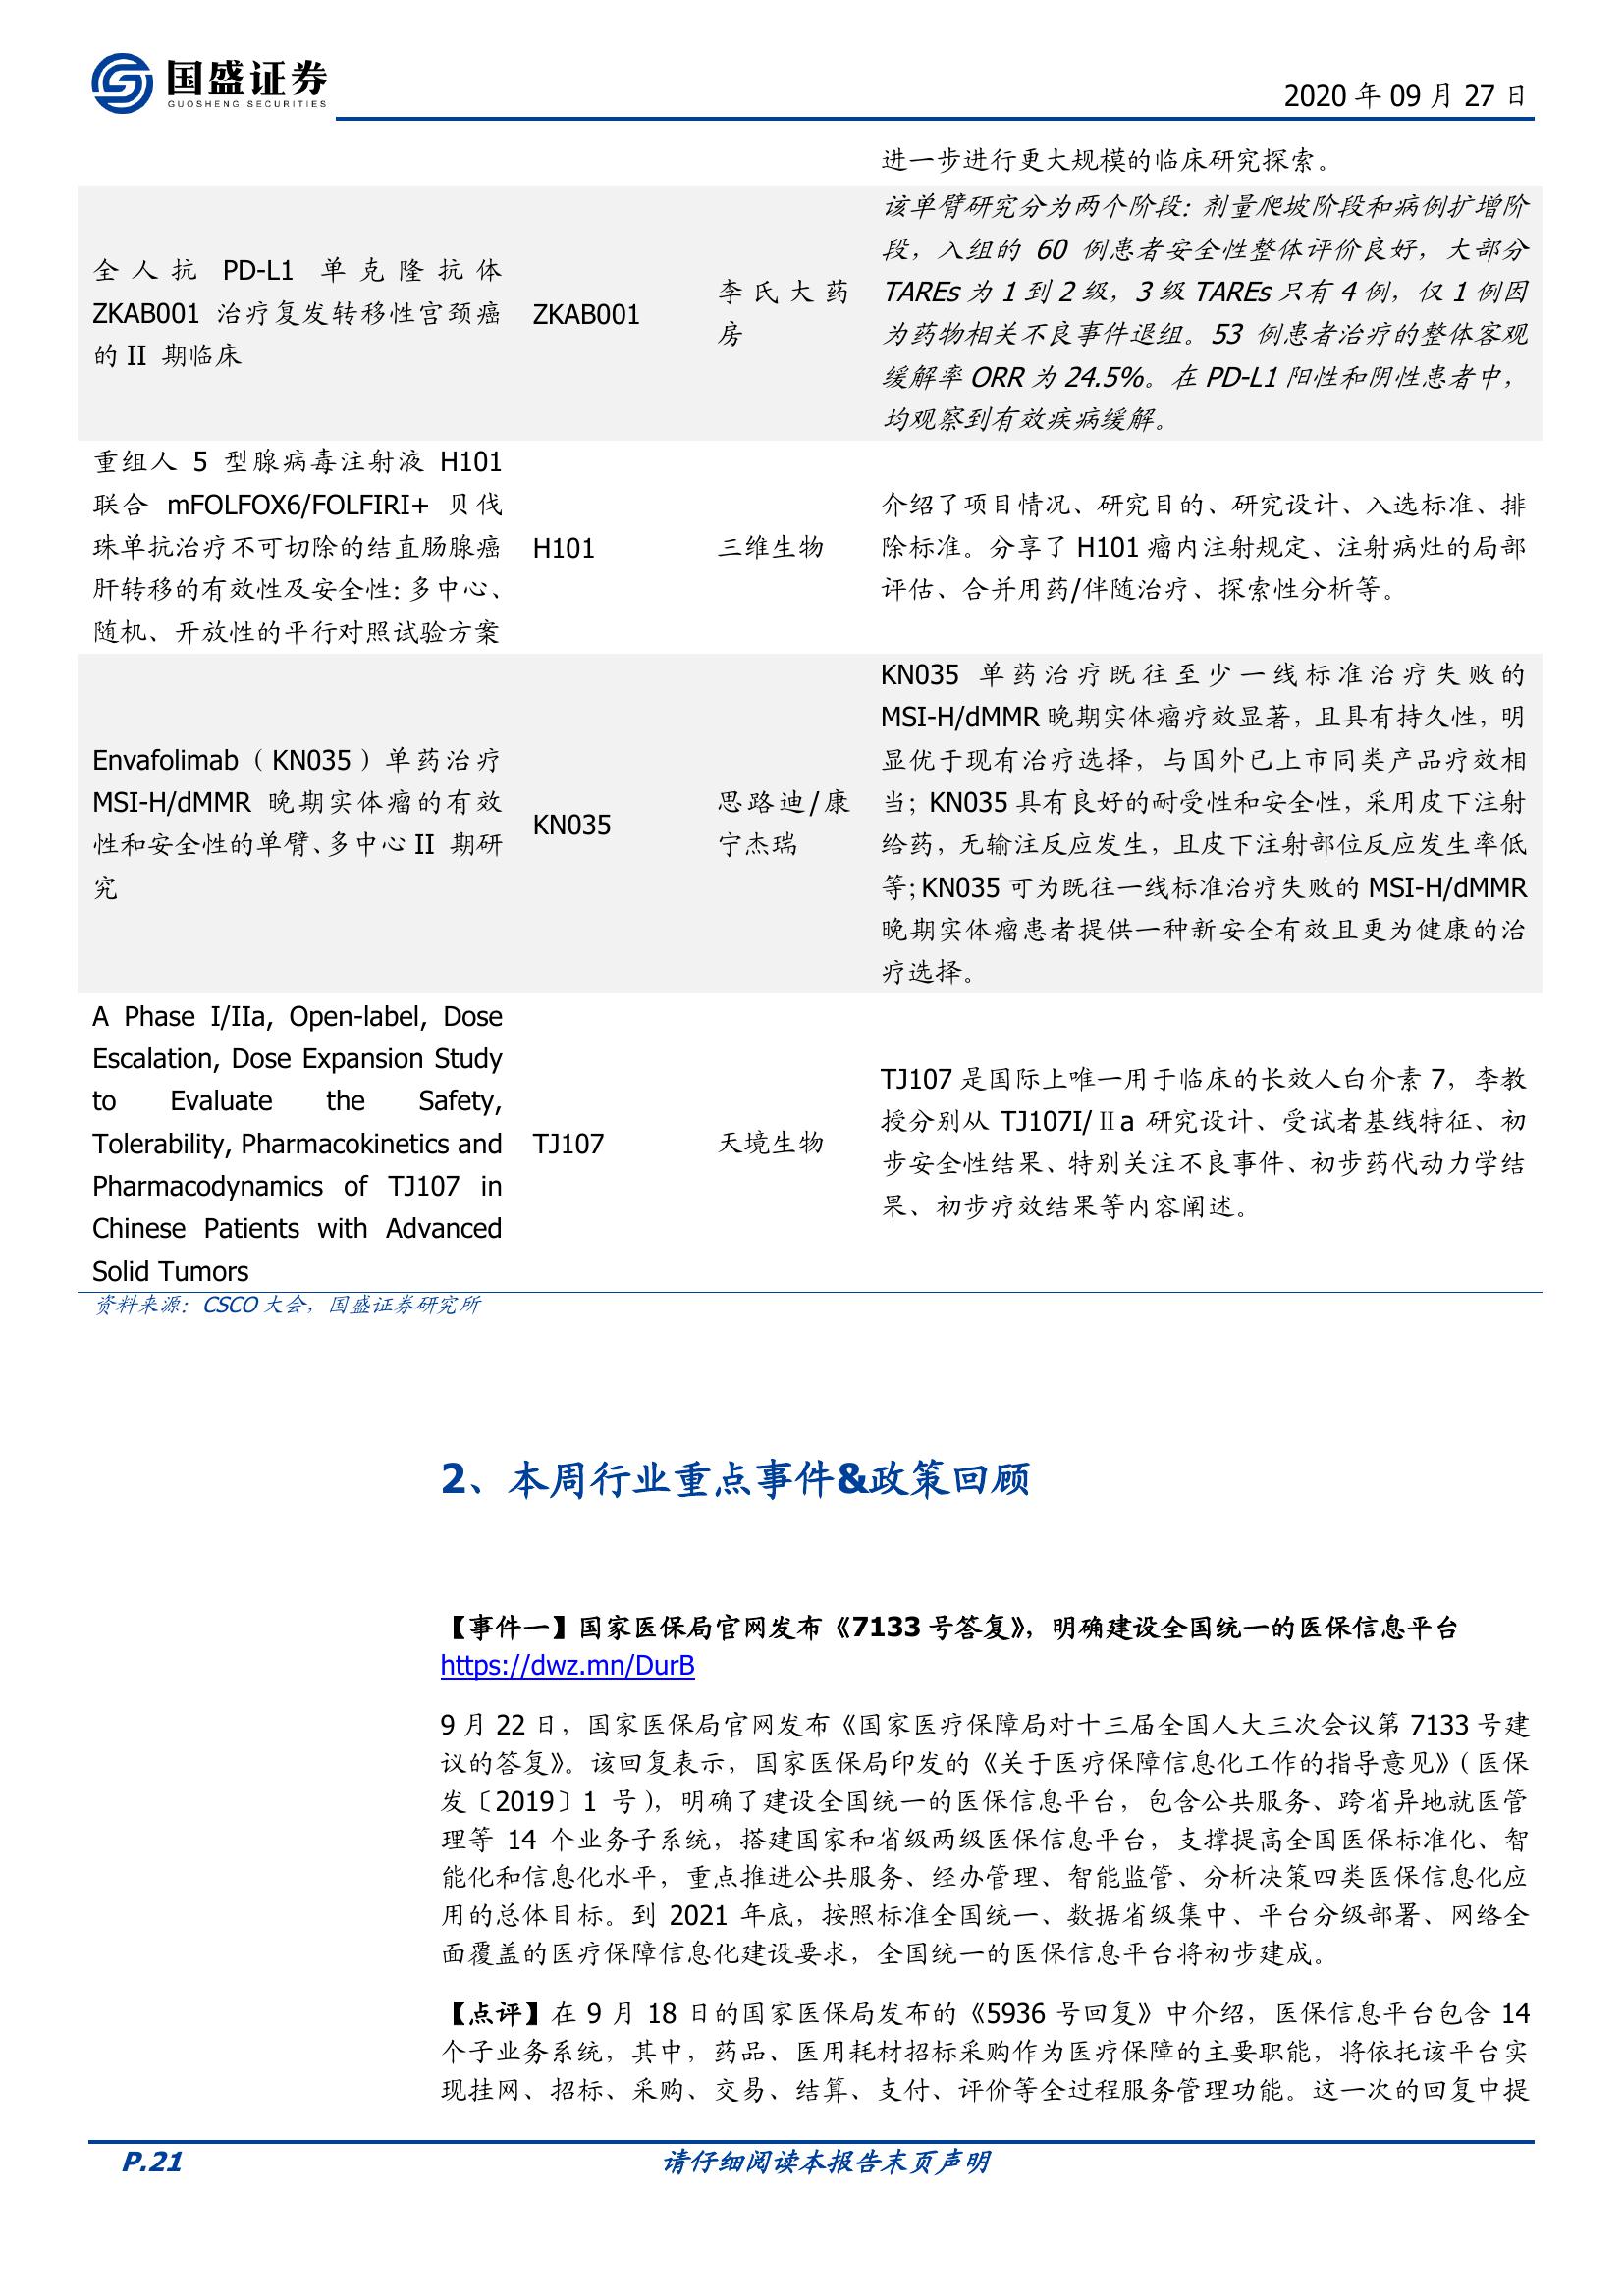 国盛证券
GUOSHENG SECURITIES
2020 年 09 月 27 日
进一步进行更大规模的临床研究探索。
全人抗 PD-L1 单克隆抗体
ZKAB001 治疗复发转移性宫颈癌
的 II 期临床
ZKAB001
李氏大药
房
该单臂研究分为两个阶段：剂量爬坡阶段和病例扩增阶
段，入组的 60 例患者安全性整体评价良好，大部分
TAREs 为 1 到 2 级，3 级 TAREs 只有 4 例，仅 1 例因
为药物相关不良事件退组。53 例患者治疗的整体客观
缓解率 ORR 为 24.5%。在 PD-L1 阳性和阴性患者中，
均观察到有效疾病缓解。
重组人 5 型腺病毒注射液 H101
联合 mFOLFOX6/FOLFIRI+ 贝伐
珠单抗治疗不可切除的结直肠腺癌
肝转移的有效性及安全性：多中心、
随机、开放性的平行对照试验方案
H101
三维生物
介绍了项目情况、研究目的、研究设计、入选标准、排
除标准。分享了 H101 瘤内注射规定、注射病灶的局部
评估、合并用药/伴随治疗、探索性分析等。
Envafolimab（KN035）单药治疗
MSI-H/dMMR 晚期实体瘤的有效
性和安全性的单臂、多中心 II 期研
究
KN035
思路迪/康
宁杰瑞
KN035 单药治疗既往至少一线标准治疗失败的
MSI-H/dMMR 晚期实体瘤疗效显著，且具有持久性，明
显优于现有治疗选择，与国外已上市同类产品疗效相
当；KN035 具有良好的耐受性和安全性，采用皮下注射
给药，无输注反应发生，且皮下注射部位反应发生率低
等；KN035 可为既往一线标准治疗失败的 MSI-H/dMMR
晚期实体瘤患者提供一种新安全有效且更为健康的治
疗选择。
A Phase I/IIa, Open-label, Dose
Escalation, Dose Expansion Study
to Evaluate the Safety,
Tolerability, Pharmacokinetics and
Pharmacodynamics of TJ107 in
Chinese Patients with Advanced
Solid Tumors
TJ107
天境生物
TJ107 是国际上唯一用于临床的长效人白介素 7，李教
授分别从 TJ107I/Ⅱa 研究设计、受试者基线特征、初
步安全性结果、特别关注不良事件、初步药代动力学结
果、初步疗效结果等内容阐述。
资料来源：CSCO 大会，国盛证券研究所
2、本周行业重点事件&政策回顾
【事件一】国家医保局官网发布《7133 号答复》，明确建设全国统一的医保信息平台
https://dwz.mn/DurB
9 月 22 日，国家医保局官网发布《国家医疗保障局对十三届全国人大三次会议第 7133 号建
议的答复》。该回复表示，国家医保局印发的《关于医疗保障信息化工作的指导意见》（医保
发〔2019〕1 号），明确了建设全国统一的医保信息平台，包含公共服务、跨省异地就医管
理等 14 个业务子系统，搭建国家和省级两级医保信息平台，支撑提高全国医保标准化、智
能化和信息化水平，重点推进公共服务、经办管理、智能监管、分析决策四类医保信息化应
用的总体目标。到 2021 年底，按照标准全国统一、数据省级集中、平台分级部署、网络全
面覆盖的医疗保障信息化建设要求，全国统一的医保信息平台将初步建成。
【点评】在 9 月 18 日的国家医保局发布的《5936 号回复》中介绍，医保信息平台包含 14
个子业务系统，其中，药品、医用耗材招标采购作为医疗保障的主要职能，将依托该平台实
现挂网、招标、采购、交易、结算、支付、评价等全过程服务管理功能。这一次的回复中提
P.21
请仔细阅读本报告末页声明